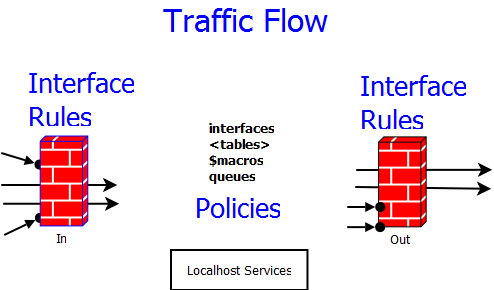 Traffic Flow
Interface
Rules
Interface
Rules
interfaces
<tables>
$macros
queues
Policies
In
Out
Localhost Services